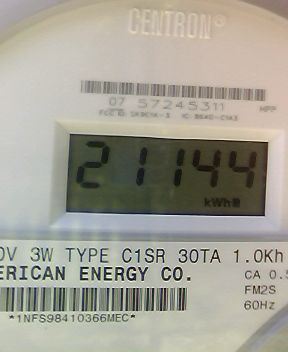 CENTRON®
07 57245311
21144
kWh
0V 3W TYPE C1SR 30TA 1.0Kh
ERICAN ENERGY CO.
CA 0.5
FM2S
60Hz
*1NFS98410366MEC*